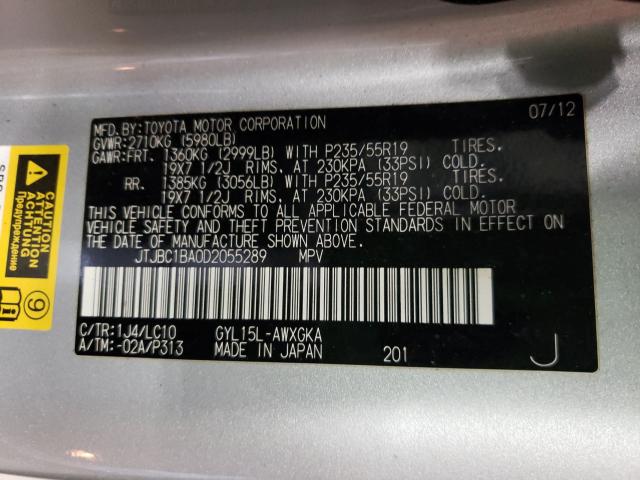 07/12
MFD.BY:TOYOTA MOTOR CORPORATION
GVWR:2710KG (5980LB)
GAWR:FRT. 1360KG (2999LB) WITH P235/55R19 TIRES.
19X7 1/2J RIMS. AT 230KPA (33PSI) COLD.
RR. 1385KG (3056LB) WITH P235/55R19 TIRES.
19X7 1/2J RIMS. AT 230KPA (33PSI) COLD.
THIS VEHICLE CONFORMS TO ALL APPLICABLE FEDERAL MOTOR
VEHICLE SAFETY AND THEFT PREVENTION STANDARDS IN EFFECT ON
THE DATE OF MANUFACTURE SHOWN ABOVE.
JTJBC1BA0D2055289 MPV
C/TR:1J4/LC10 GYL15L-AWXGKA
A/TM:-02A/P313 MADE IN JAPAN 201 J
CAUTION
ATTENTION
ACHTUNG
Предупреждение
9